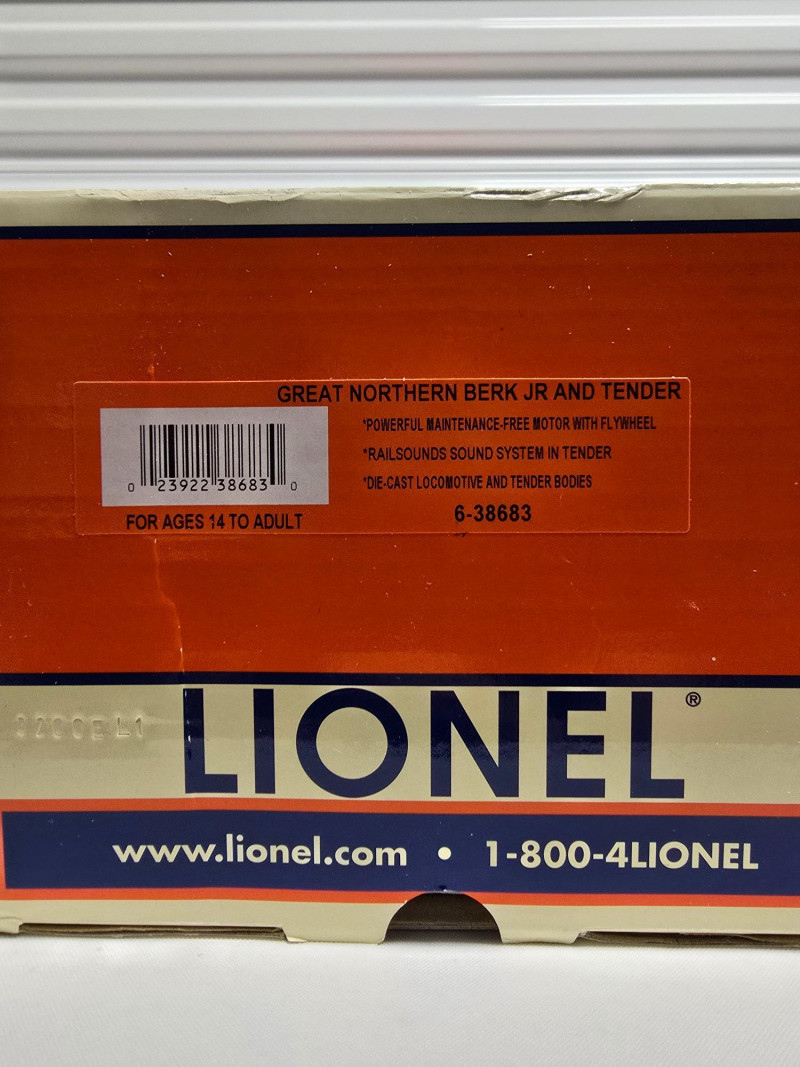 GREAT NORTHERN BERK JR AND TENDER
*POWERFUL MAINTENANCE-FREE MOTOR WITH FLYWHEEL
*RAILSOUNDS SOUND SYSTEM IN TENDER
*DIE-CAST LOCOMOTIVE AND TENDER BODIES
0 23922 38683 0
6-38683
FOR AGES 14 TO ADULT
LIONEL®
www.lionel.com • 1-800-4LIONEL